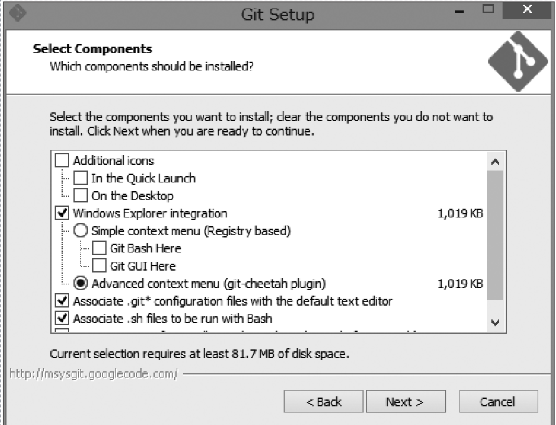 Git Setup
Select Components
Which components should be installed?
Select the components you want to install; clear the components you do not want to
install. Click Next when you are ready to continue.
Additional icons
In the Quick Launch
On the Desktop
Windows Explorer integration 1,019 KB
Simple context menu (Registry based)
Git Bash Here
Git GUI Here
Advanced context menu (git-cheetah plugin) 1,019 KB
Associate .git* configuration files with the default text editor
Associate .sh files to be run with Bash
Current selection requires at least 81.7 MB of disk space.
http://msysgit.googlecode.com/
< Back Next > Cancel